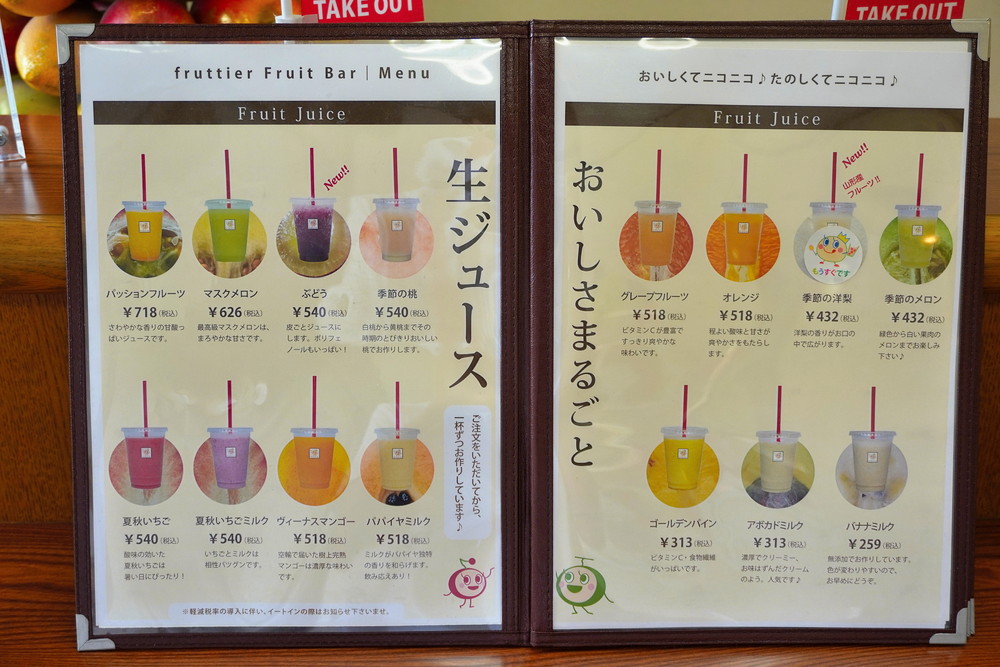 TAKE OUT
TAKE OUT
fruttier Fruit Bar｜Menu
Fruit Juice
生ジュース
New!!
パッションフルーツ
￥718(税込)
さわやかな香りの甘酸っ
ぱいジュースです。
マスクメロン
￥626(税込)
最高級マスクメロンは、
まろやかな甘さです。
ぶどう
￥540(税込)
皮ごとジュースに
します。ポリフェ
ノールもいっぱい！
季節の桃
￥540(税込)
白桃から黄桃までその
時期のとびきりおいしい
桃でお作りします。
ご注文をいただいてから、
一杯ずつお作りしています♪
夏秋いちご
￥540(税込)
酸味の効いた
夏秋いちごは
暑い日にぴったり！
夏秋いちごミルク
￥540(税込)
いちごとミルクは
相性バツグンです。
ヴィーナスマンゴー
￥518(税込)
空輸で届いた樹上完熟
マンゴーは濃厚な味わい
です。
パパイヤミルク
￥518(税込)
ミルクがパパイヤ独特
の香りを和らげます。
飲み応えあり！
※軽減税率の導入に伴い、イートインの際はお知らせ下さいませ。
おいしくてニコニコ♪たのしくてニコニコ♪
Fruit Juice
おいしさまるごと
New!!
山形産
フルーツ!!
もうすぐです
グレープフルーツ
￥518(税込)
ビタミンCが豊富で
すっきり爽やかな
味わいです。
オレンジ
￥518(税込)
程よい酸味と甘さが
爽やかさをもたらし
ます。
季節の洋梨
￥432(税込)
洋梨の香りがお口の
中で広がります。
季節のメロン
￥432(税込)
緑色から白い果肉の
メロンまでお楽しみ
下さい♪
ゴールデンパイン
￥313(税込)
ビタミンC・食物繊維
がいっぱいです。
アボカドミルク
￥313(税込)
濃厚でクリーミー、
お味はずんだクリーム
のよう。人気です♪
バナナミルク
￥259(税込)
無添加でお作りしています。
色が変わりやすいので、
お早めにどうぞ。